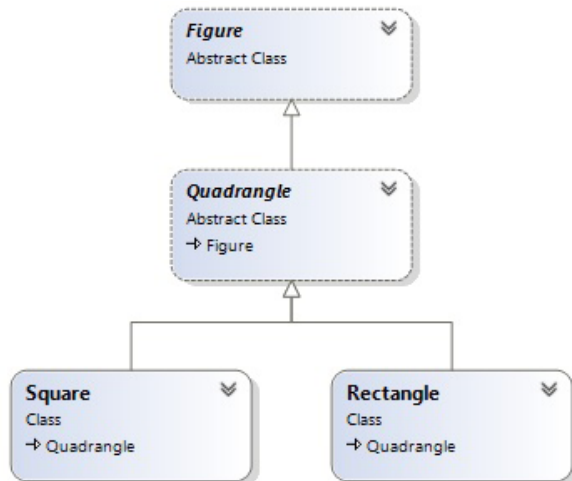 Figure
Abstract Class
Quadrangle
Abstract Class
Figure
Square
Class
Quadrangle
Rectangle
Class
Quadrangle